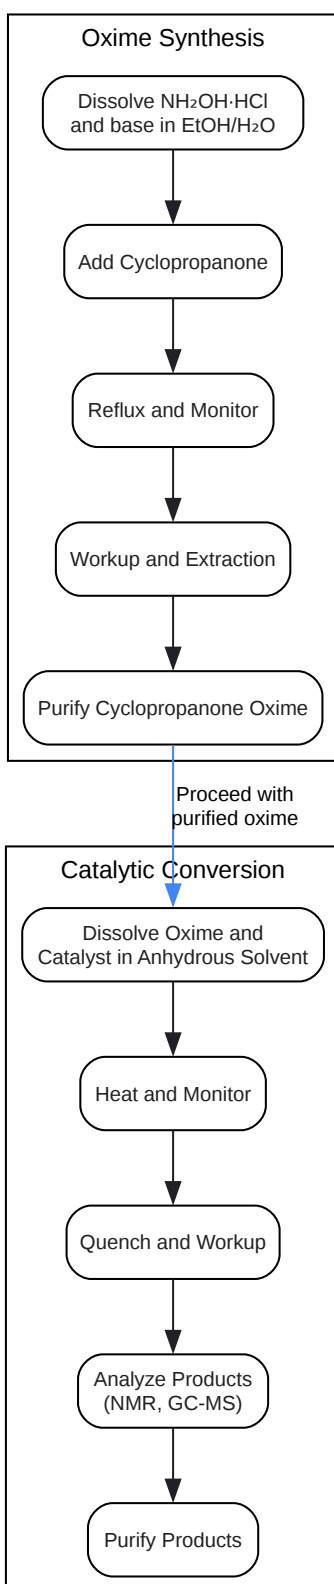 Oxime Synthesis
Dissolve NH₂OH·HCl
and base in EtOH/H₂O
Add Cyclopropanone
Reflux and Monitor
Workup and Extraction
Purify Cyclopropanone Oxime
Proceed with
purified oxime
Catalytic Conversion
Dissolve Oxime and
Catalyst in Anhydrous Solvent
Heat and Monitor
Quench and Workup
Analyze Products
(NMR, GC-MS)
Purify Products